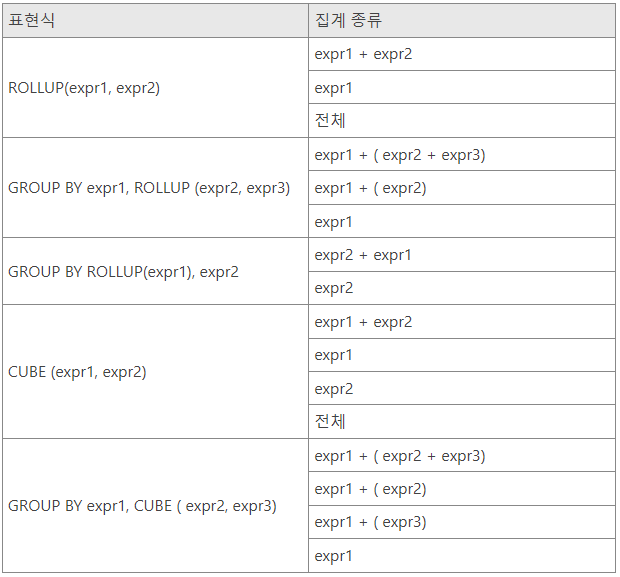 표현식 집계 종류
ROLLUP(expr1, expr2)
expr1 + expr2
expr1
전체
GROUP BY expr1, ROLLUP (expr2, expr3)
expr1 + ( expr2 + expr3)
expr1 + ( expr2)
expr1
GROUP BY ROLLUP(expr1), expr2
expr2 + expr1
expr2
CUBE (expr1, expr2)
expr1 + expr2
expr1
expr2
전체
GROUP BY expr1, CUBE ( expr2, expr3)
expr1 + ( expr2 + expr3)
expr1 + ( expr2)
expr1 + ( expr3)
expr1